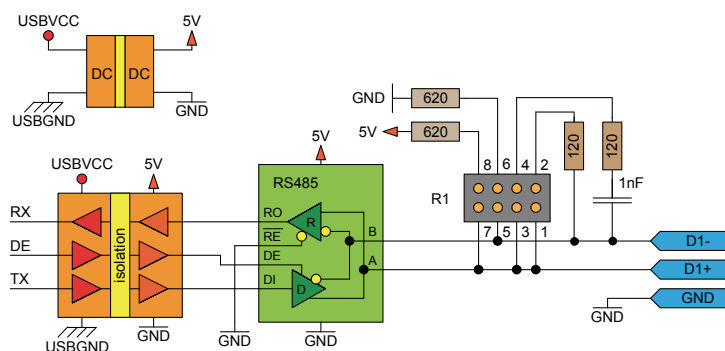 USBVCC
5V
DC DC
USBGND
GND
GND
620
5V
620
120
120
1nF
8 6 4 2
R1
7 5 3 1
USBVCC
5V
5V
RS485
RX
DE
TX
isolation
RO
RE
DE
DI
R
D
B
A
D1-
D1+
GND
GND
USBGND
GND
GND
GND